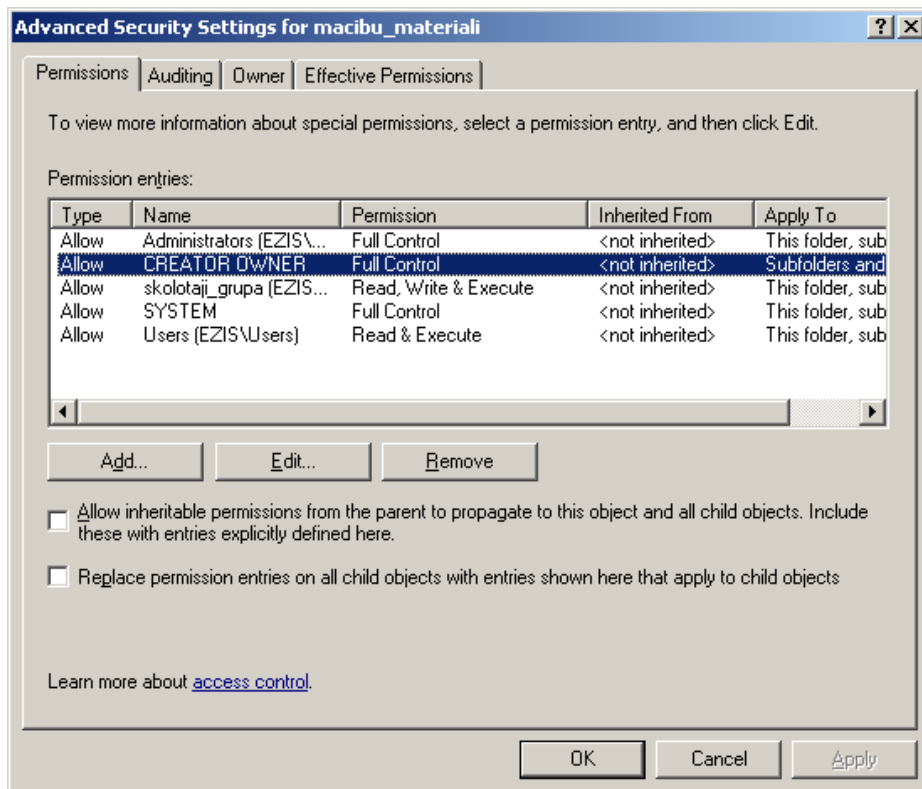 Advanced Security Settings for macibu_materiali
Permissions Auditing Owner Effective Permissions
To view more information about special permissions, select a permission entry, and then click Edit.
Permission entries:
Type Name Permission Inherited From Apply To
Allow Administrators (EZIS\... Full Control <not inherited> This folder, sub
Allow CREATOR OWNER Full Control <not inherited> Subfolders and
Allow skolotaji_grupa (EZIS... Read, Write & Execute <not inherited> This folder, sub
Allow SYSTEM Full Control <not inherited> This folder, sub
Allow Users (EZIS\Users) Read & Execute <not inherited> This folder, sub
Add... Edit... Remove
Allow inheritable permissions from the parent to propagate to this object and all child objects. Include
these with entries explicitly defined here.
Replace permission entries on all child objects with entries shown here that apply to child objects
Learn more about access control.
OK Cancel Apply